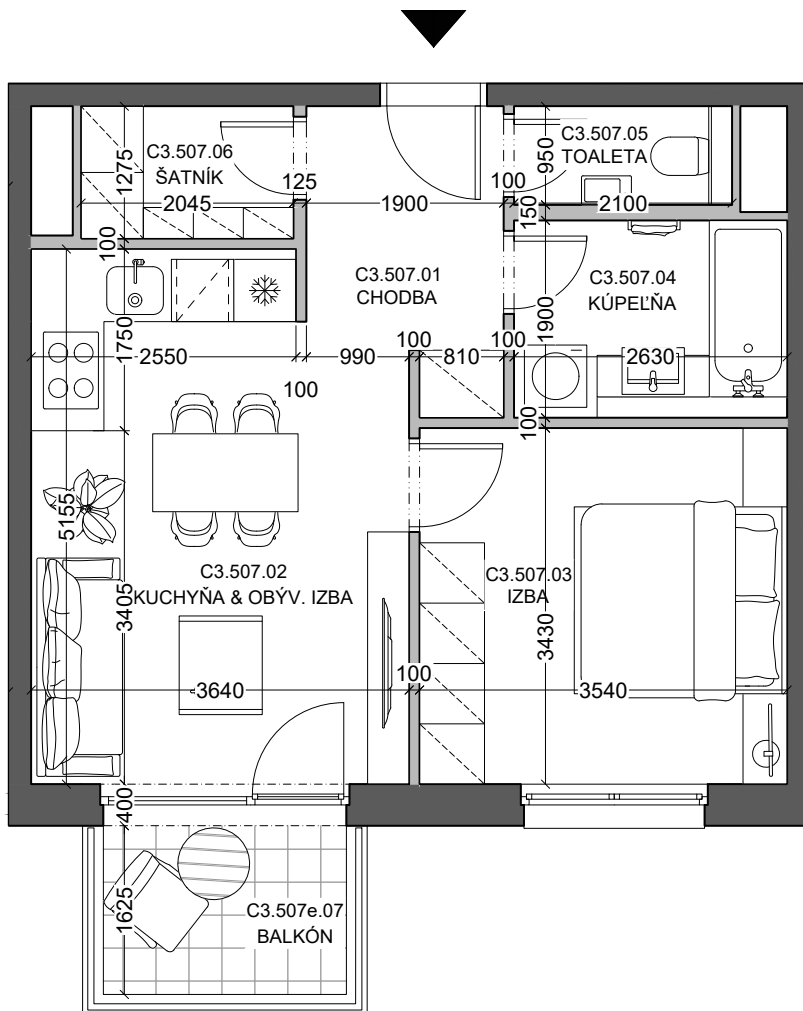 C3.507.06
ŠATNÍK
1275
2045
125
1900
100
C3.507.05
TOALETA
950
150
2100
100
C3.507.01
CHODBA
C3.507.04
KÚPEĽŇA
1900
1750
2550
990
100
810
100
2630
100
100
5155
C3.507.02
KUCHYŇA & OBÝV. IZBA
3405
C3.507.03
IZBA
3430
3640
100
3540
400
1625
C3.507e.07
BALKÓN